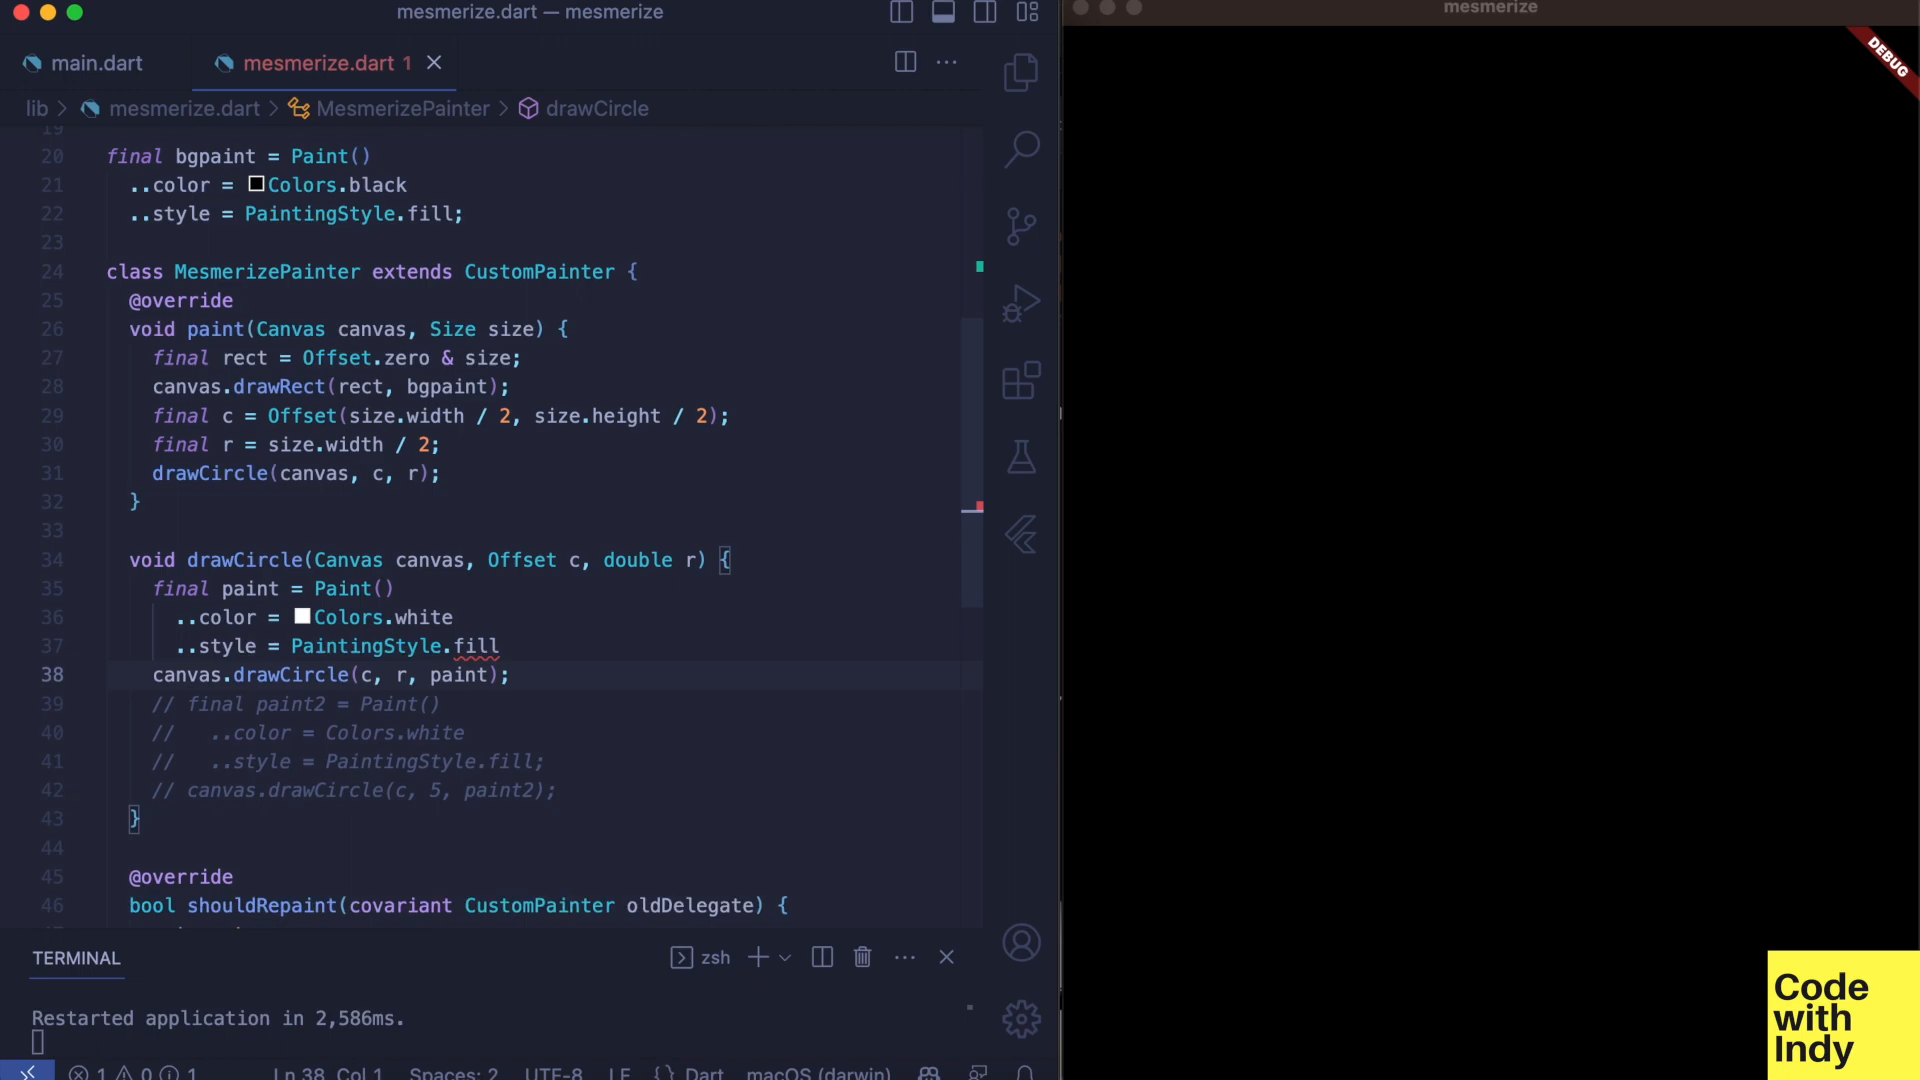 mesmerize.dart — mesmerize
mesmerize
DEBUG
main.dart
mesmerize.dart 1
lib > mesmerize.dart > MesmerizePainter > drawCircle
19
20 final bgpaint = Paint()
21 ..color = Colors.black
22 ..style = PaintingStyle.fill;
23
24 class MesmerizePainter extends CustomPainter {
25 @override
26 void paint(Canvas canvas, Size size) {
27 final rect = Offset.zero & size;
28 canvas.drawRect(rect, bgpaint);
29 final c = Offset(size.width / 2, size.height / 2);
30 final r = size.width / 2;
31 drawCircle(canvas, c, r);
32 }
33
34 void drawCircle(Canvas canvas, Offset c, double r) {
35 final paint = Paint()
36 ..color = Colors.white
37 ..style = PaintingStyle.fill
38 canvas.drawCircle(c, r, paint);
39 // final paint2 = Paint()
40 //   ..color = Colors.white
41 //   ..style = PaintingStyle.fill;
42 // canvas.drawCircle(c, 5, paint2);
43 }
44
45 @override
46 bool shouldRepaint(covariant CustomPainter oldDelegate) {
TERMINAL
zsh
Restarted application in 2,586ms.
1 0 1 Ln 38, Col 1 Spaces: 2 UTF-8 LF {} Dart macOS (darwin)
Code
with
Indy